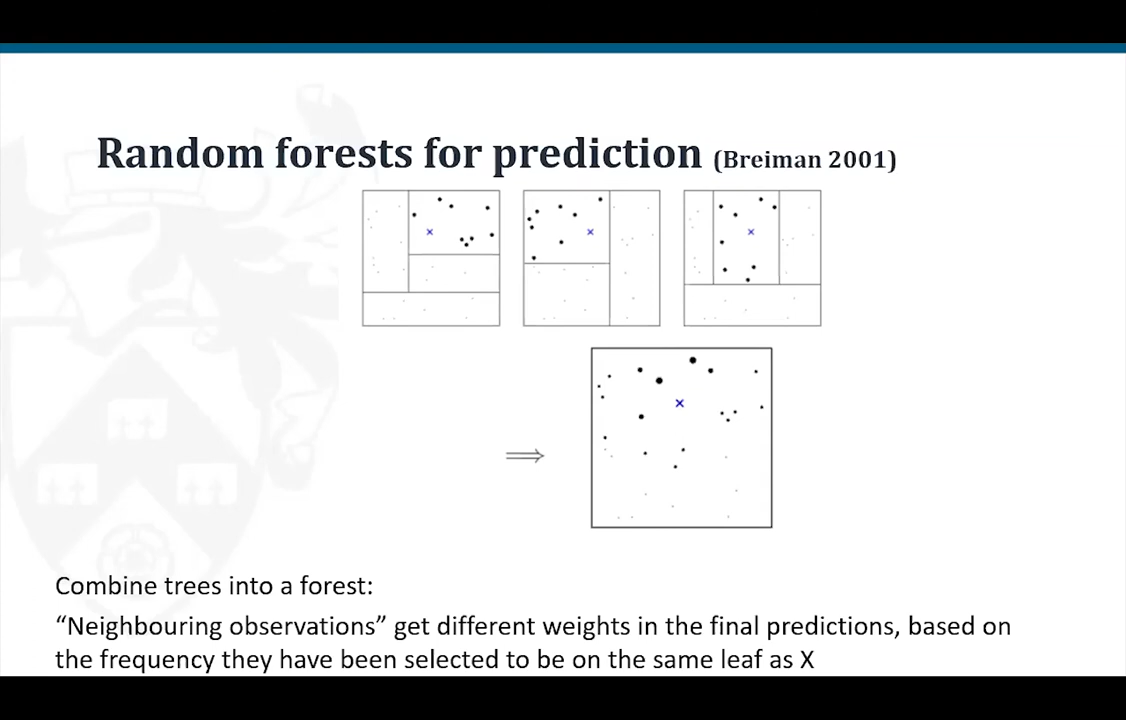 Random forests for prediction (Breiman 2001)
Combine trees into a forest:
“Neighbouring observations” get different weights in the final predictions, based on
the frequency they have been selected to be on the same leaf as X